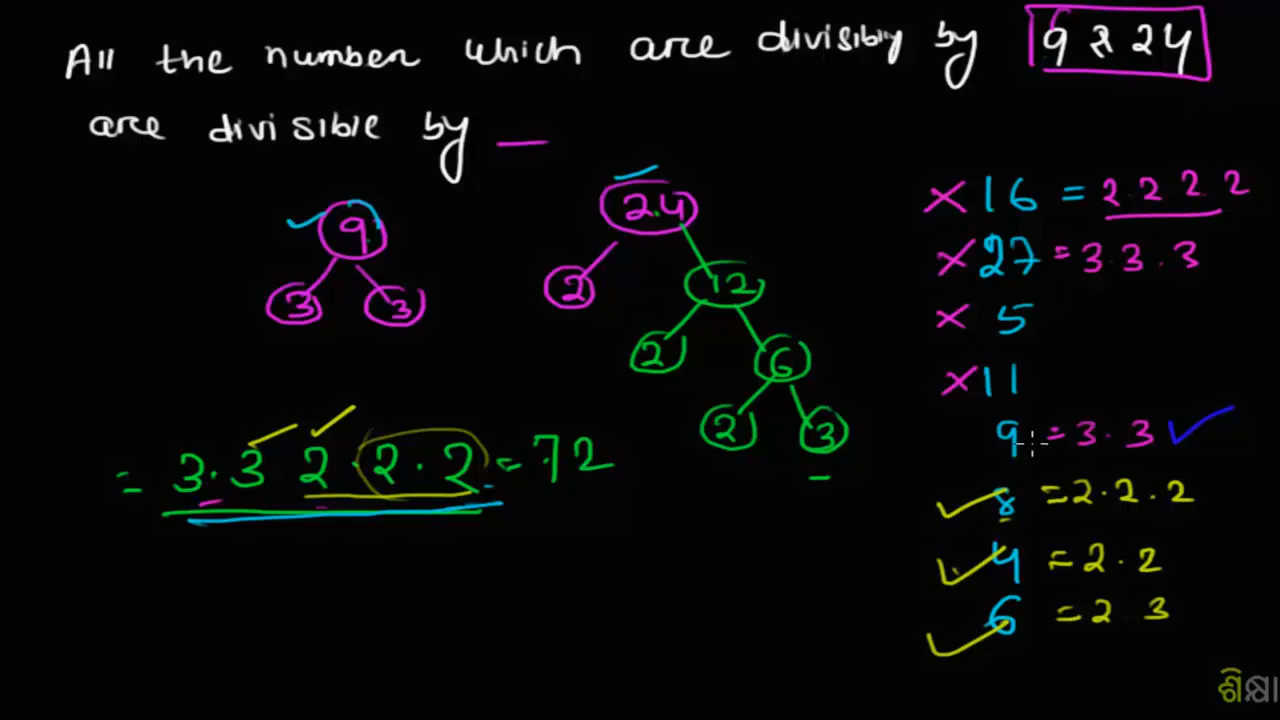 All the number which are divisibly by 9 & 24
are divisible by __
9
3 3
24
2 12
2 6
2 3
= 3.3 2.2.2 = 72
× 16 = 2.2 2.2
× 27 = 3.3.3
× 5
× 11
9 = 3.3 ✓
✓ 8 = 2.2.2
✓ 4 = 2.2
✓ 6 = 2 3
ଶିକ୍ଷା